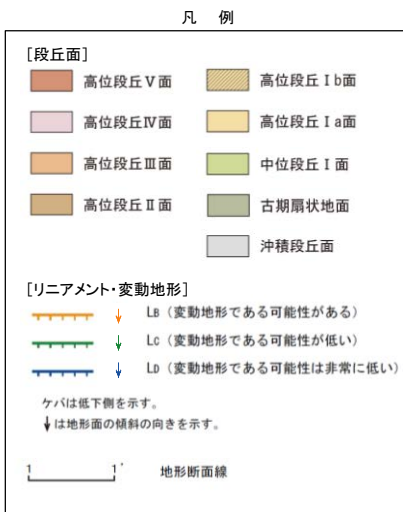 凡 例
[段丘面]
高位段丘Ⅴ面
高位段丘Ⅰb面
高位段丘Ⅳ面
高位段丘Ⅰa面
高位段丘Ⅲ面
中位段丘Ⅰ面
高位段丘Ⅱ面
古期扇状地面
沖積段丘面
[リニアメント・変動地形]
LB (変動地形である可能性がある)
LC (変動地形である可能性が低い)
LD (変動地形である可能性は非常に低い)
ケバは低下側を示す。
↓は地形面の傾斜の向きを示す。
1 1' 地形断面線